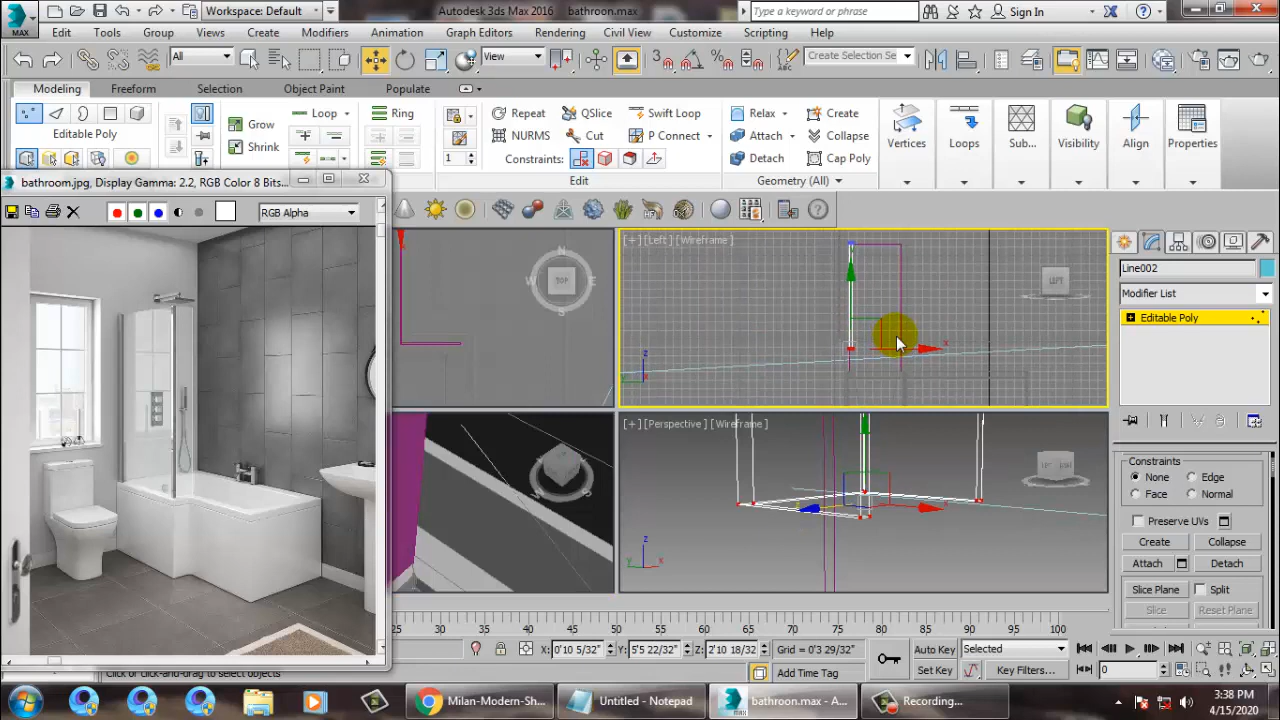 Workspace: Default
Autodesk 3ds Max 2016
bathroon.max
Type a keyword or phrase
Sign In
MAX
Edit
Tools
Group
Views
Create
Modifiers
Animation
Graph Editors
Rendering
Civil View
Customize
Scripting
Help
All
View
Create Selection Se
Modeling
Freeform
Selection
Object Paint
Populate
Loop
Ring
Repeat
QSlice
Swift Loop
Relax
Create
Grow
NURMS
Cut
P Connect
Attach
Collapse
Editable Poly
Shrink
1
Constraints:
Detach
Cap Poly
Vertices
Loops
Sub...
Visibility
Align
Properties
Edit
Geometry (All)
bathroom.jpg, Display Gamma: 2.2, RGB Color 8 Bits...
RGB Alpha
[+] [Left ] [Wireframe ]
N
W
E
S
TOP
LEFT
z
y
x
x
[+] [Perspective ] [Wireframe ]
z
x
x
Line002
Modifier List
Editable Poly
Constraints
None
Edge
Face
Normal
Preserve UVs
Create
Collapse
Attach
Detach
Slice Plane
Split
Slice
Reset Plane
25
30
35
40
45
50
55
60
65
70
75
80
85
90
95
100
X: 0'10 5/32"
Y: 5'5 22/32"
Z: 2'10 18/32"
Grid = 0'3 29/32"
Auto Key
Selected
or click-and-drag to select objects
Add Time Tag
Set Key
Key Filters...
0
Milan-Modern-Sh...
Untitled - Notepad
bathroon.max - A...
Recording...
3:38 PM
4/15/2020